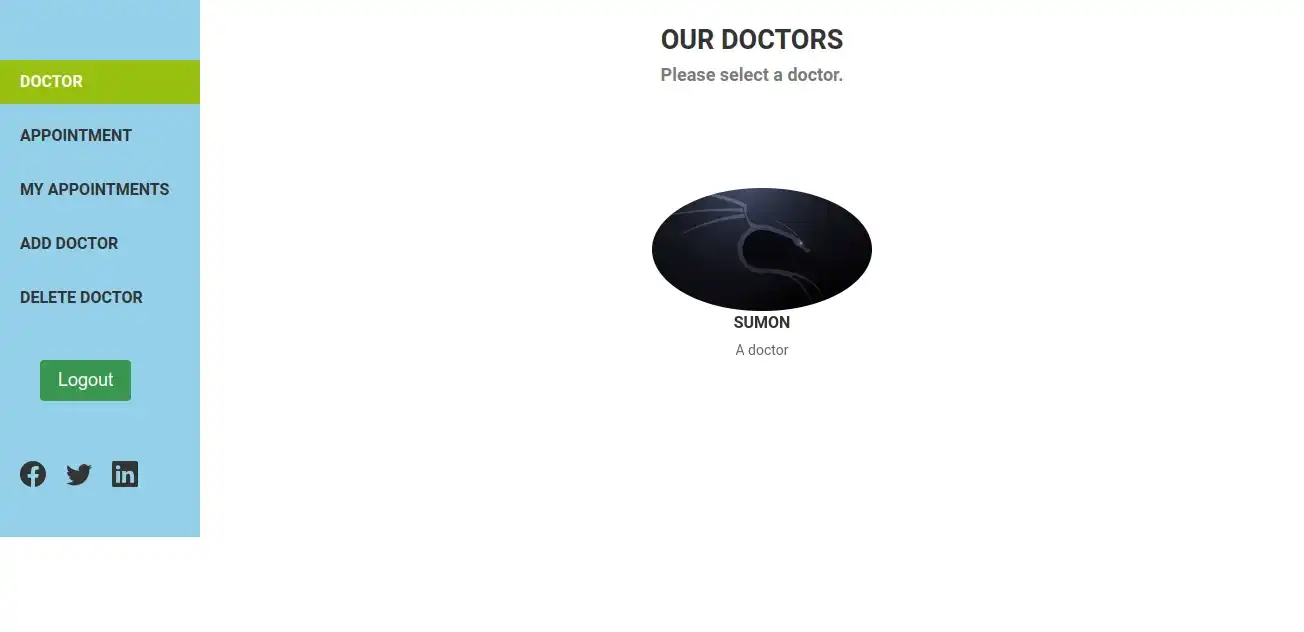 DOCTOR
APPOINTMENT
MY APPOINTMENTS
ADD DOCTOR
DELETE DOCTOR
Logout
OUR DOCTORS
Please select a doctor.
SUMON
A doctor